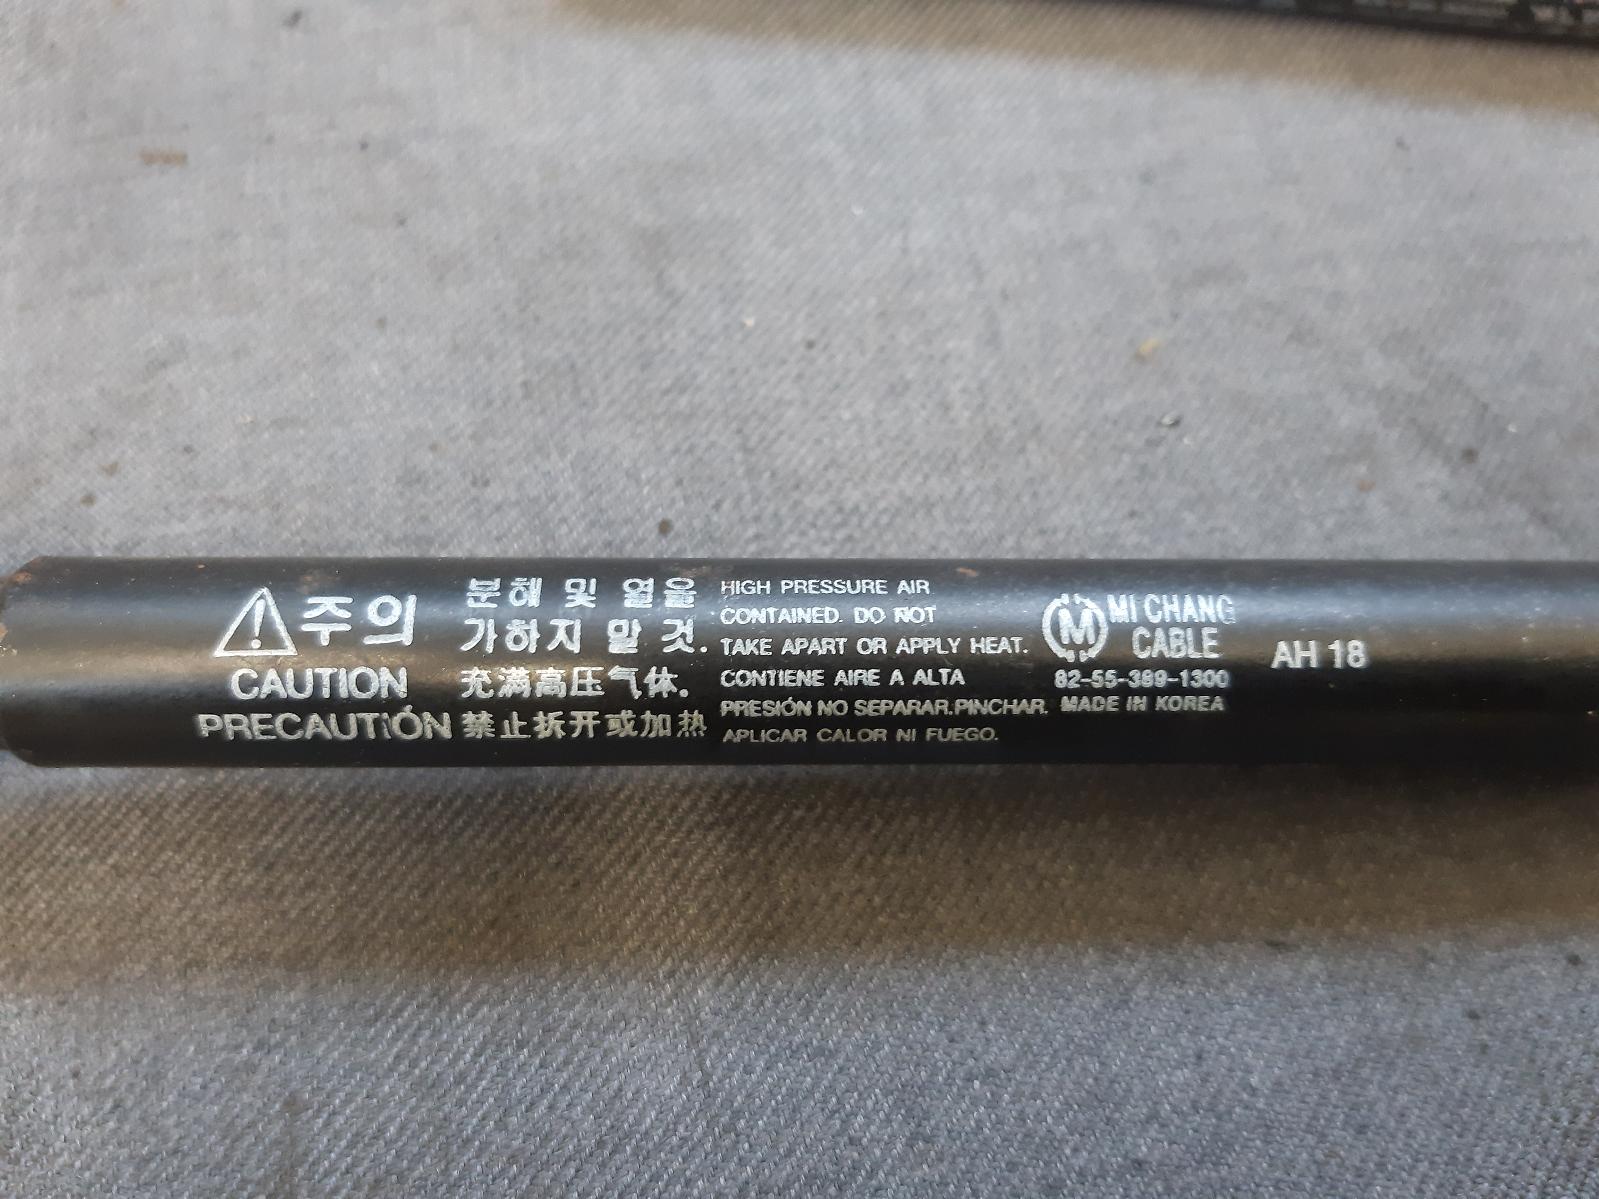 주의
CAUTION
PRECAUTIÓN
분해 및 열을
가하지 말 것.
充满高压气体.
禁止拆开或加热
HIGH PRESSURE AIR
CONTAINED. DO NOT
TAKE APART OR APPLY HEAT.
CONTIENE AIRE A ALTA
PRESIÓN NO SEPARAR.PINCHAR.
APLICAR CALOR NI FUEGO.
M MI CHANG
CABLE
82-55-389-1300
MADE IN KOREA
AH 18